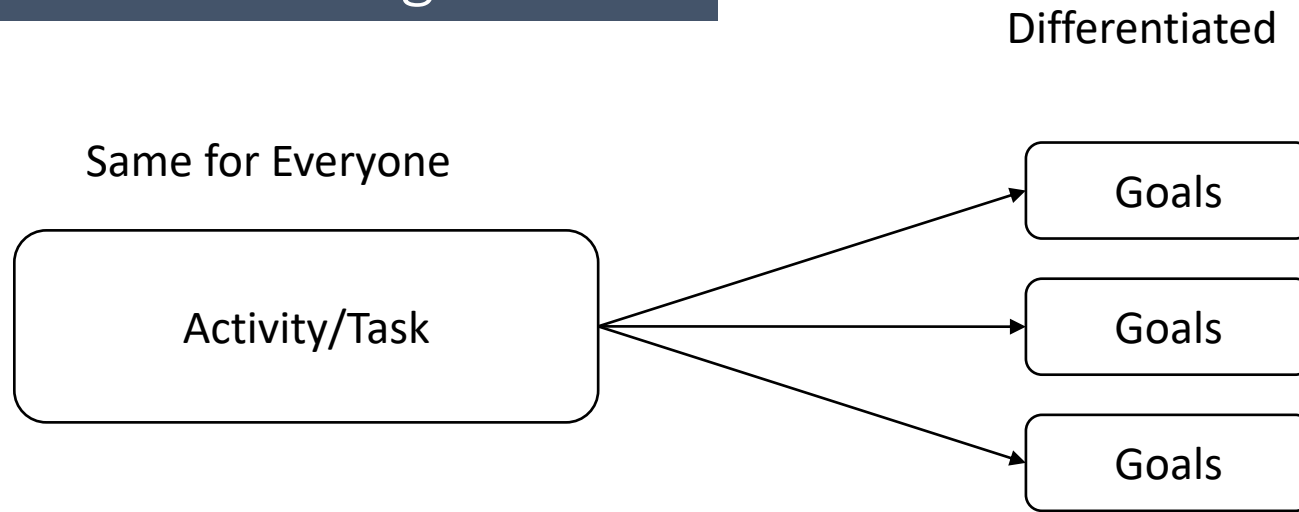 Differentiated
Same for Everyone
Goals
Activity/Task
Goals
Goals